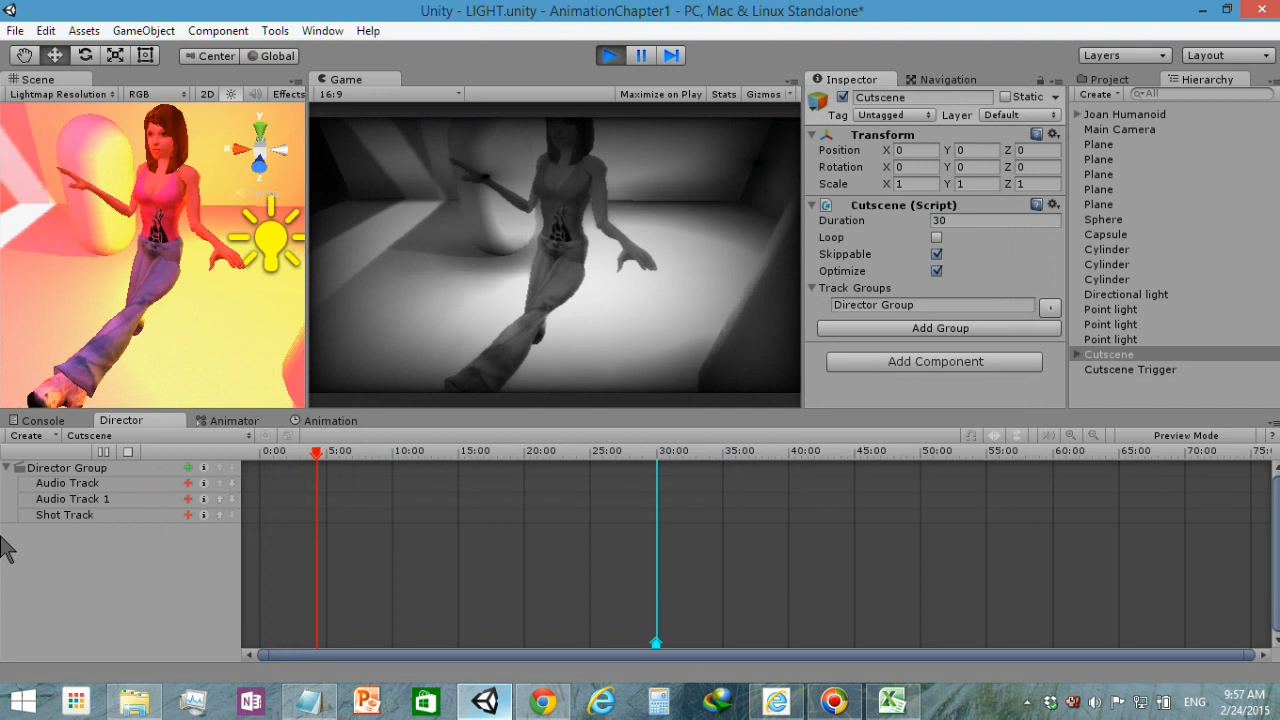 Unity - LIGHT.unity - AnimationChapter1 - PC, Mac & Linux Standalone*
File Edit Assets GameObject Component Tools Window Help
Center Global Layers Layout
Scene Game Inspector Navigation Project Hierarchy
Lightmap Resolution RGB 2D Effects 16:9 Maximize on Play Stats Gizmos Cutscene Static Create All
Tag Untagged Layer Default
Transform
Position X 0 Y 0 Z 0
Rotation X 0 Y 0 Z 0
Scale X 1 Y 1 Z 1
Cutscene (Script)
Duration 30
Loop
Skippable
Optimize
Track Groups
Director Group
Add Group
Add Component
Joan Humanoid
Main Camera
Plane
Plane
Plane
Plane
Plane
Sphere
Capsule
Cylinder
Cylinder
Cylinder
Directional light
Point light
Point light
Point light
Cutscene
Cutscene Trigger
Console Director Animator Animation
Create Cutscene Preview Mode ?
0:00 5:00 10:00 15:00 20:00 25:00 30:00 35:00 40:00 45:00 50:00 55:00 60:00 65:00 70:00 75:
Director Group
Audio Track
Audio Track 1
Shot Track
ENG 9:57 AM
2/24/2015